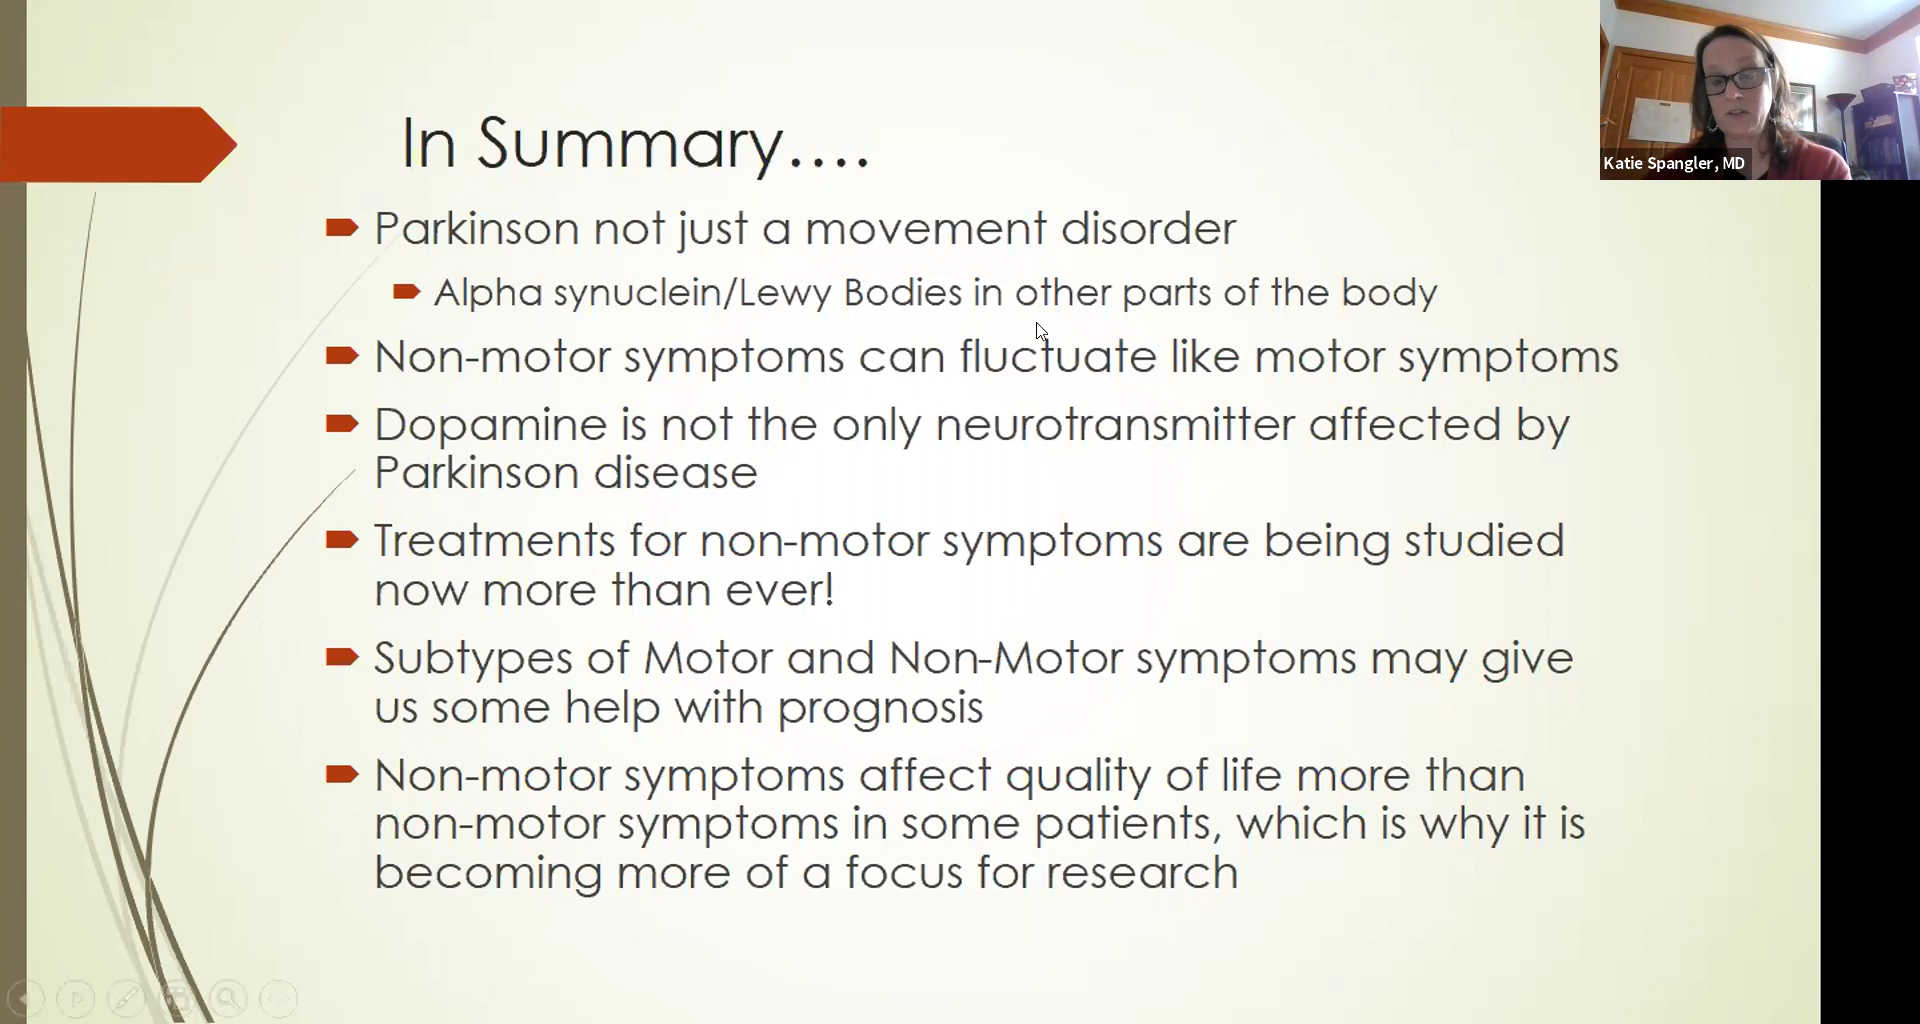 In Summary....
Parkinson not just a movement disorder
Alpha synuclein/Lewy Bodies in other parts of the body
Non-motor symptoms can fluctuate like motor symptoms
Dopamine is not the only neurotransmitter affected by
Parkinson disease
Treatments for non-motor symptoms are being studied
now more than ever!
Subtypes of Motor and Non-Motor symptoms may give
us some help with prognosis
Non-motor symptoms affect quality of life more than
non-motor symptoms in some patients, which is why it is
becoming more of a focus for research
Katie Spangler, MD